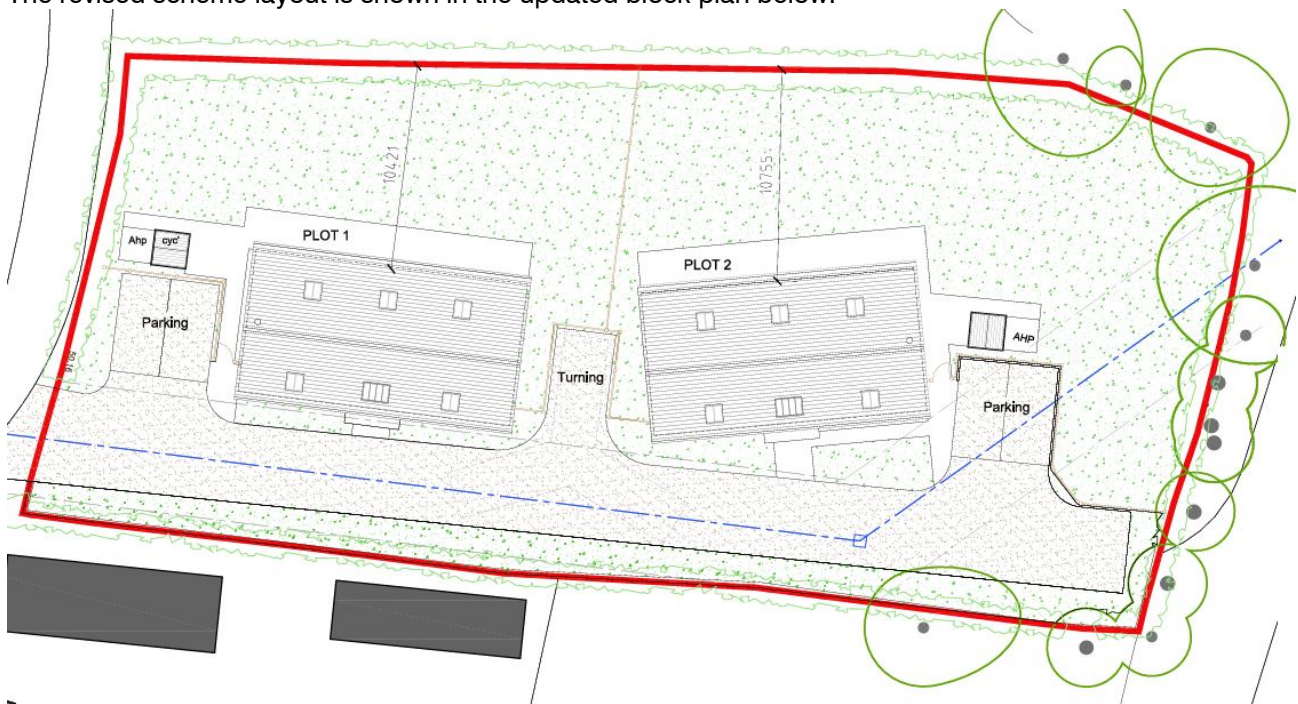 The revised scheme layout is shown in the updated block plan below.
10421
10755
PLOT 1
PLOT 2
Ahp
cyc'
Parking
Turning
AHP
Parking